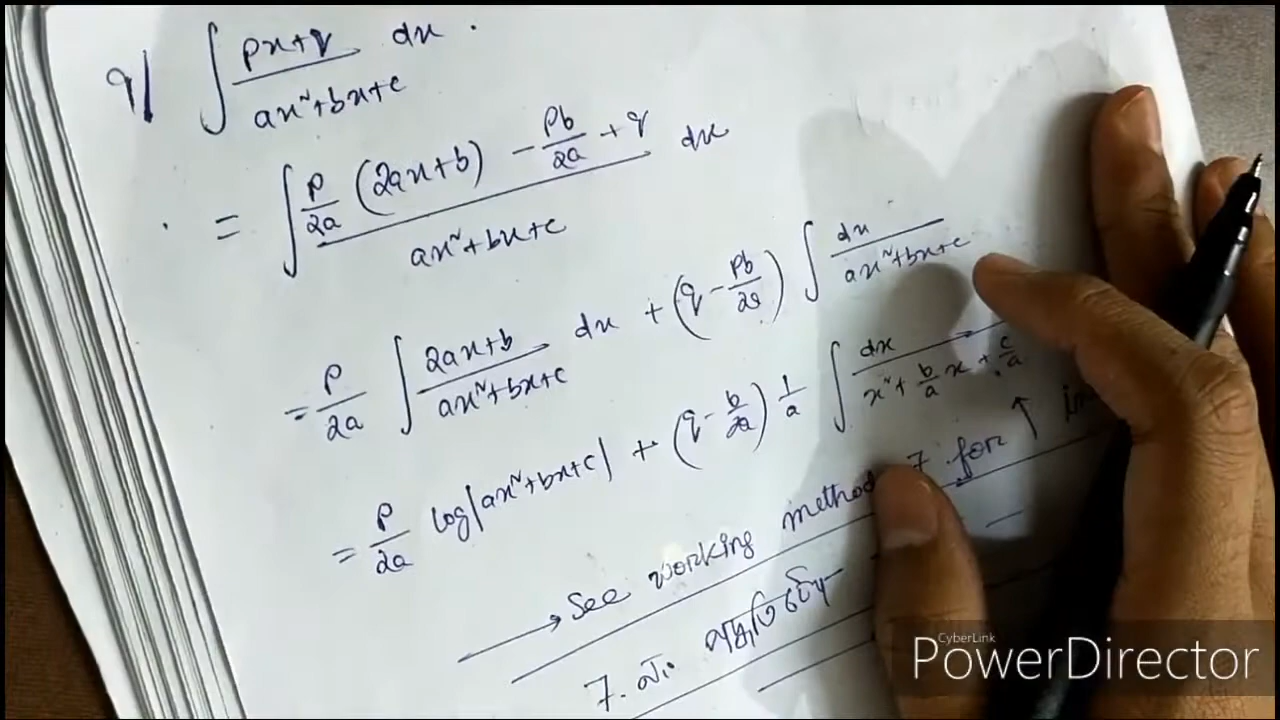 9| ∫ px+q / ax²+bx+c dx.
= ∫ p/2a (2ax+b) - pb/2a + q / ax²+bx+c dx
= p/2a ∫ 2ax+b / ax²+bx+c dx + (q - pb/2a) ∫ dx / ax²+bx+c
= p/2a log|ax²+bx+c| + (q - b/2a) 1/a ∫ dx / x² + b/a x + c/a
→ See working method 7 for ↑
7. নং পদ্ধতি
CyberLink
PowerDirector